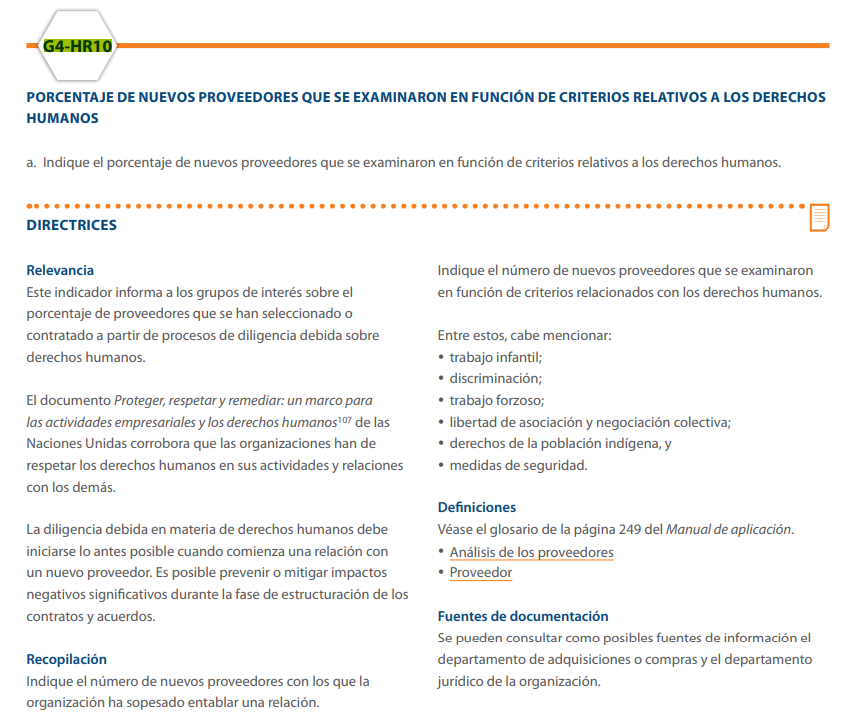 G4-HR10
PORCENTAJE DE NUEVOS PROVEEDORES QUE SE EXAMINARON EN FUNCIÓN DE CRITERIOS RELATIVOS A LOS DERECHOS
HUMANOS
a. Indique el porcentaje de nuevos proveedores que se examinaron en función de criterios relativos a los derechos humanos.
DIRECTRICES
Relevancia
Este indicador informa a los grupos de interés sobre el
porcentaje de proveedores que se han seleccionado o
contratado a partir de procesos de diligencia debida sobre
derechos humanos.
El documento Proteger, respetar y remediar: un marco para
las actividades empresariales y los derechos humanos107 de las
Naciones Unidas corrobora que las organizaciones han de
respetar los derechos humanos en sus actividades y relaciones
con los demás.
La diligencia debida en materia de derechos humanos debe
iniciarse lo antes posible cuando comienza una relación con
un nuevo proveedor. Es posible prevenir o mitigar impactos
negativos significativos durante la fase de estructuración de los
contratos y acuerdos.
Recopilación
Indique el número de nuevos proveedores con los que la
organización ha sopesado entablar una relación.
Indique el número de nuevos proveedores que se examinaron
en función de criterios relacionados con los derechos humanos.
Entre estos, cabe mencionar:
• trabajo infantil;
• discriminación;
• trabajo forzoso;
• libertad de asociación y negociación colectiva;
• derechos de la población indígena, y
• medidas de seguridad.
Definiciones
Véase el glosario de la página 249 del Manual de aplicación.
• Análisis de los proveedores
• Proveedor
Fuentes de documentación
Se pueden consultar como posibles fuentes de información el
departamento de adquisiciones o compras y el departamento
jurídico de la organización.